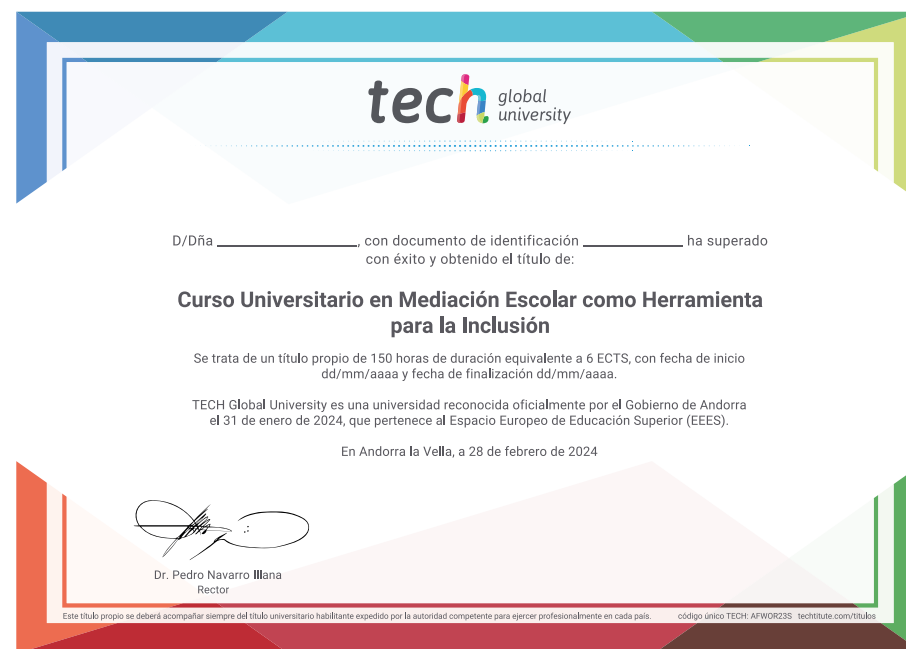 tech global university
D/Dña ____________________, con documento de identificación ______________ ha superado
con éxito y obtenido el título de:
Curso Universitario en Mediación Escolar como Herramienta
para la Inclusión
Se trata de un título propio de 150 horas de duración equivalente a 6 ECTS, con fecha de inicio
dd/mm/aaaa y fecha de finalización dd/mm/aaaa.
TECH Global University es una universidad reconocida oficialmente por el Gobierno de Andorra
el 31 de enero de 2024, que pertenece al Espacio Europeo de Educación Superior (EEES).
En Andorra la Vella, a 28 de febrero de 2024
Dr. Pedro Navarro Illana
Rector
Este título propio se deberá acompañar siempre del título universitario habilitante expedido por la autoridad competente para ejercer profesionalmente en cada país. código único TECH: AFWOR23S techtitute.com/titulos